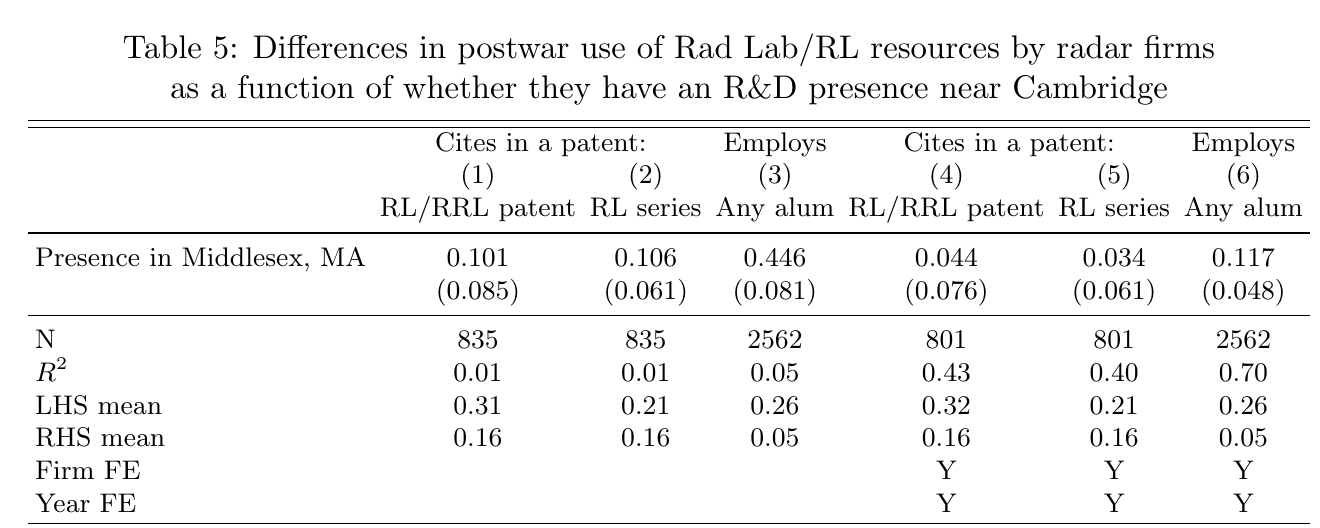 Table 5: Differences in postwar use of Rad Lab/RL resources by radar firms
as a function of whether they have an R&D presence near Cambridge
Cites in a patent: Employs Cites in a patent: Employs
(1) (2) (3) (4) (5) (6)
RL/RRL patent RL series Any alum RL/RRL patent RL series Any alum
Presence in Middlesex, MA 0.101 0.106 0.446 0.044 0.034 0.117
(0.085) (0.061) (0.081) (0.076) (0.061) (0.048)
N 835 835 2562 801 801 2562
R² 0.01 0.01 0.05 0.43 0.40 0.70
LHS mean 0.31 0.21 0.26 0.32 0.21 0.26
RHS mean 0.16 0.16 0.05 0.16 0.16 0.05
Firm FE Y Y Y
Year FE Y Y Y